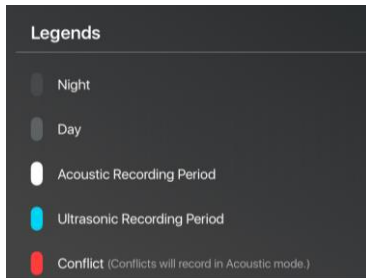 Legends
Night
Day
Acoustic Recording Period
Ultrasonic Recording Period
Conflict (Conflicts will record in Acoustic mode.)